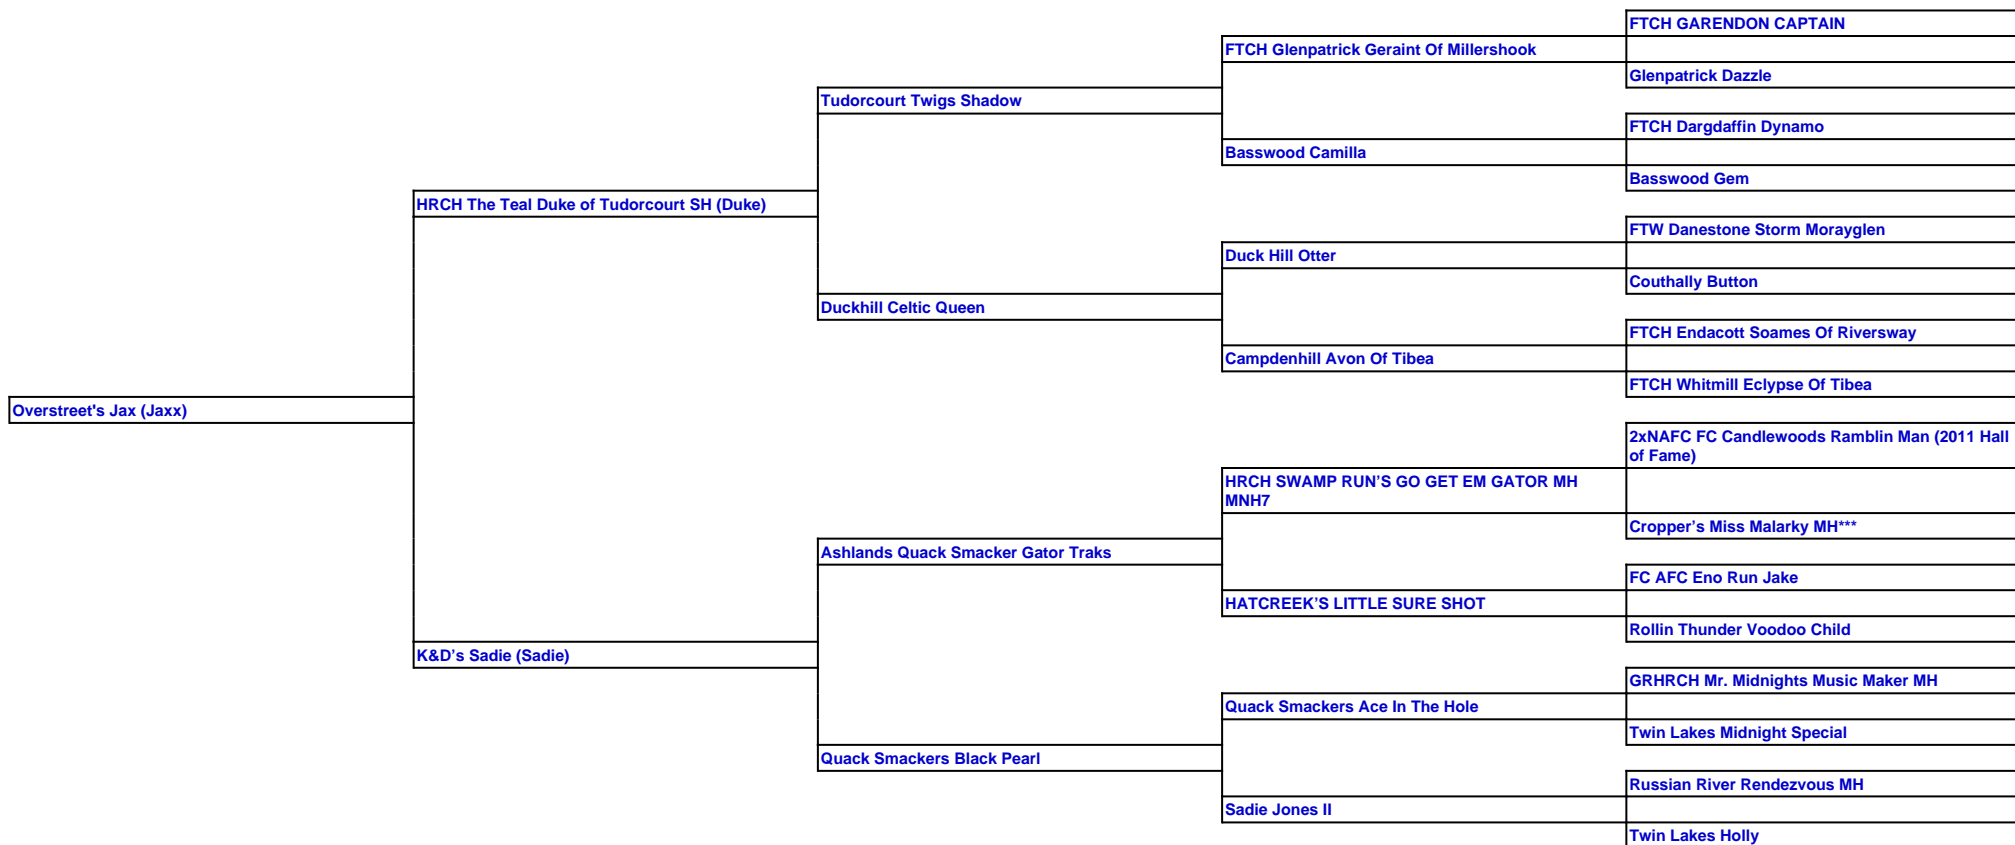 FTCH GARENDON CAPTAIN
FTCH Glenpatrick Geraint Of Millershook
Glenpatrick Dazzle
Tudorcourt Twigs Shadow
FTCH Dargdaffin Dynamo
Basswood Camilla
Basswood Gem
HRCH The Teal Duke of Tudorcourt SH (Duke)
FTW Danestone Storm Morayglen
Duck Hill Otter
Couthally Button
Duckhill Celtic Queen
FTCH Endacott Soames Of Riversway
Campdenhill Avon Of Tibea
FTCH Whitmill Eclypse Of Tibea
Overstreet's Jax (Jaxx)
2xNAFC FC Candlewoods Ramblin Man (2011 Hall
of Fame)
HRCH SWAMP RUN’S GO GET EM GATOR MH
MNH7
Cropper’s Miss Malarky MH***
Ashlands Quack Smacker Gator Traks
FC AFC Eno Run Jake
HATCREEK’S LITTLE SURE SHOT
Rollin Thunder Voodoo Child
K&D’s Sadie (Sadie)
GRHRCH Mr. Midnights Music Maker MH
Quack Smackers Ace In The Hole
Twin Lakes Midnight Special
Quack Smackers Black Pearl
Russian River Rendezvous MH
Sadie Jones II
Twin Lakes Holly